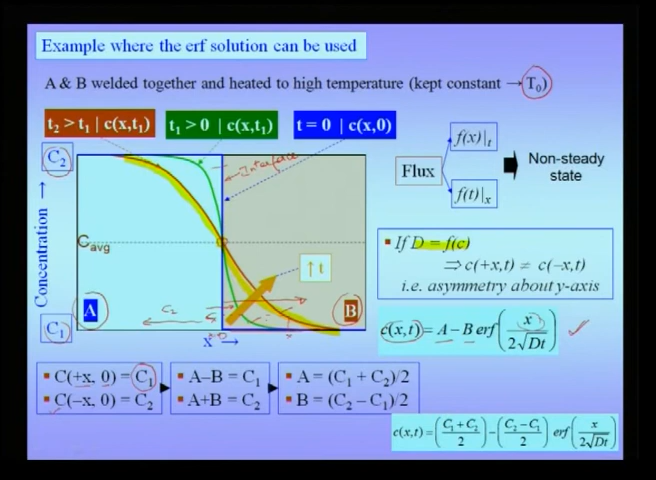 Example where the erf solution can be used
A & B welded together and heated to high temperature (kept constant → T₀)
t₂ > t₁ | c(x,t₁)
t₁ > 0 | c(x,t₁)
t = 0 | c(x,0)
C₂
Interface
Concentration →
C_avg
↑ t
C₂
A
B
C₁
x →
Flux
f(x)|ₜ
f(t)|ₓ
Non-steady
state
▪ If D = f(c)
⇒ c(+x,t) ≠ c(−x,t)
i.e. asymmetry about y-axis
c(x,t) = A − B erf(x / 2√Dt)
▪ C(+x, 0) = C₁
▪ C(−x, 0) = C₂
▪ A−B = C₁
▪ A+B = C₂
▪ A = (C₁ + C₂)/2
▪ B = (C₂ – C₁)/2
c(x,t) = ((C₁+C₂) / 2) − ((C₂−C₁) / 2) erf(x / 2√Dt)